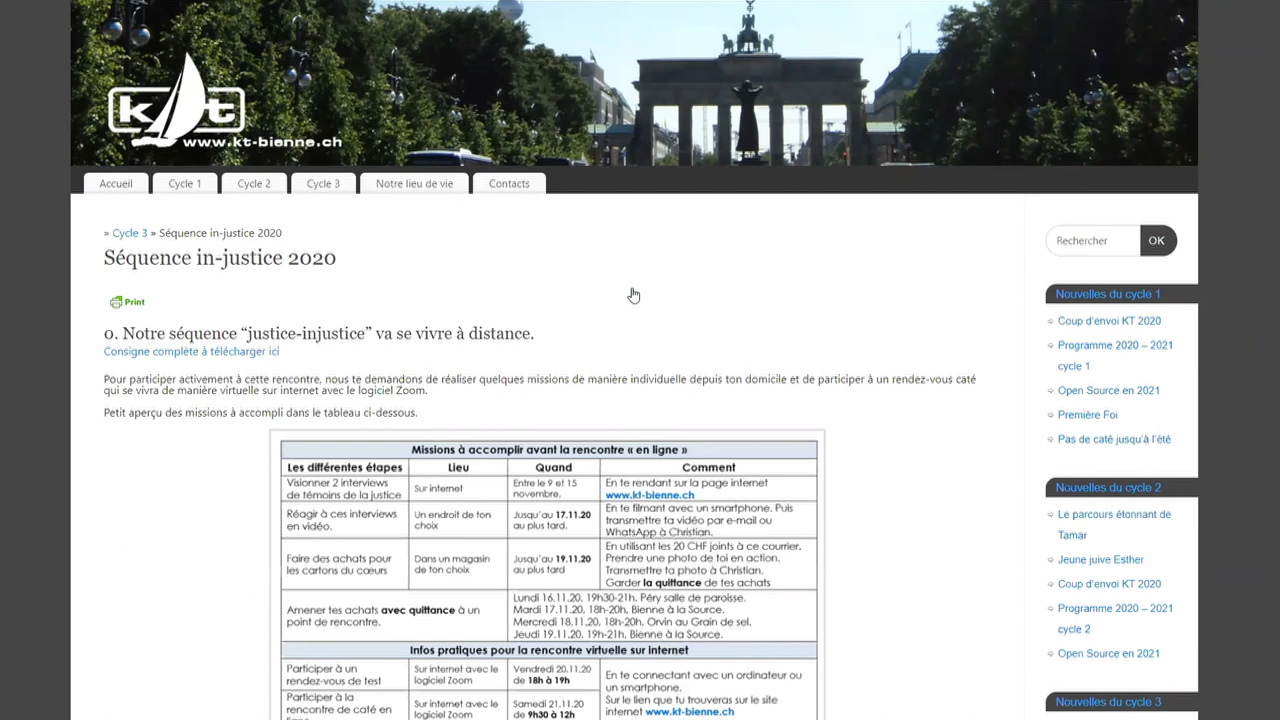 kt
www.kt-bienne.ch
Accueil Cycle 1 Cycle 2 Cycle 3 Notre lieu de vie Contacts
» Cycle 3 » Séquence in-justice 2020
Séquence in-justice 2020
Print
0. Notre séquence “justice-injustice” va se vivre à distance.
Consigne complète à télécharger ici
Pour participer activement à cette rencontre, nous te demandons de réaliser quelques missions de manière individuelle depuis ton domicile et de participer à un rendez-vous caté
qui se vivra de manière virtuelle sur internet avec le logiciel Zoom.
Petit aperçu des missions à accompli dans le tableau ci-dessous.
Missions à accomplir avant la rencontre « en ligne »
Les différentes étapes Lieu Quand Comment
Visionner 2 interviews
de témoins de la justice
Sur internet
Entre le 9 et 15
novembre.
En te rendant sur la page internet
www.kt-bienne.ch
Réagir à ces interviews
en vidéo.
Un endroit de ton
choix
Jusqu'au 17.11.20
au plus tard.
En te filmant avec un smartphone. Puis
transmettre ta vidéo par e-mail ou
WhatsApp à Christian.
Faire des achats pour
les cartons du cœurs
Dans un magasin
de ton choix
Jusqu'au 19.11.20
au plus tard
En utilisant les 20 CHF joints à ce courrier.
Prendre une photo de toi en action.
Transmettre ta photo à Christian.
Garder la quittance de tes achats
Amener tes achats avec quittance à un
point de rencontre.
Lundi 16.11.20, 19h30-21h, Péry salle de paroisse.
Mardi 17.11.20, 18h-20h, Bienne à la Source.
Mercredi 18.11.20, 18h-20h, Orvin au Grain de sel.
Jeudi 19.11.20, 19h-21h, Bienne à la Source.
Infos pratiques pour la rencontre virtuelle sur internet
Participer à un
rendez-vous de test
Sur internet avec le
logiciel Zoom
Vendredi 20.11.20
de 18h à 19h
En te connectant avec un ordinateur ou
un smartphone.
Sur le lien que tu trouveras sur le site
internet www.kt-bienne.ch
Participer à la
rencontre de caté en
Sur internet avec le
logiciel Zoom
Samedi 21.11.20
de 9h30 à 12h
Rechercher OK
Nouvelles du cycle 1
Coup d'envoi KT 2020
Programme 2020 – 2021
cycle 1
Open Source en 2021
Première Foi
Pas de caté jusqu'à l'été
Nouvelles du cycle 2
Le parcours étonnant de
Tamar
Jeune juive Esther
Coup d'envoi KT 2020
Programme 2020 – 2021
cycle 2
Open Source en 2021
Nouvelles du cycle 3